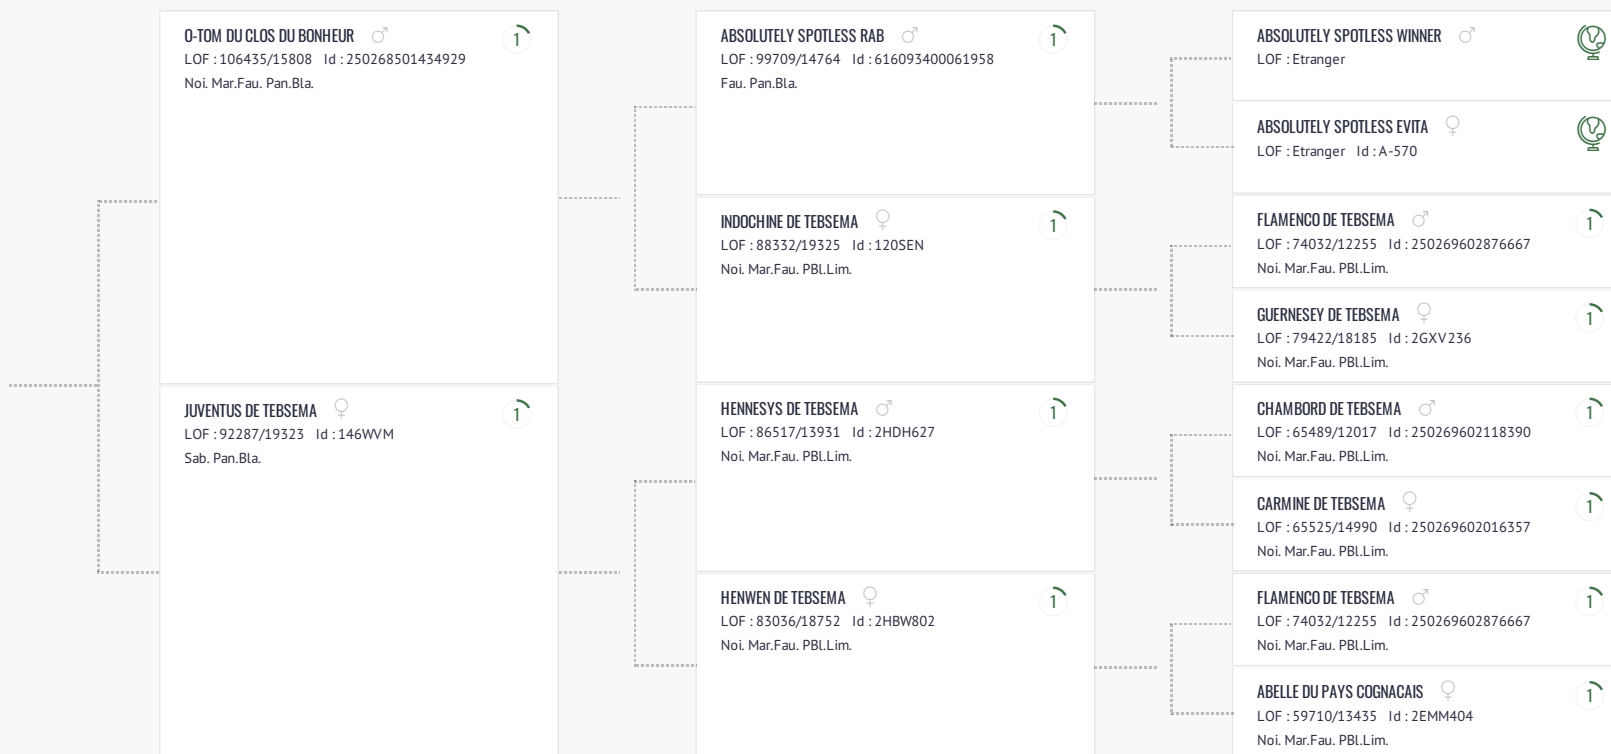 O-TOM DU CLOS DU BONHEUR
1
LOF : 106435/15808 Id : 250268501434929
Noi. Mar.Fau. Pan.Bla.
JUVENTUS DE TEBSEMA
1
LOF : 92287/19323 Id : 146WVM
Sab. Pan.Bla.
ABSOLUTELY SPOTLESS RAB
1
LOF : 99709/14764 Id : 616093400061958
Fau. Pan.Bla.
INDOCHINE DE TEBSEMA
1
LOF : 88332/19325 Id : 120SEN
Noi. Mar.Fau. PBl.Lim.
HENNESYS DE TEBSEMA
1
LOF : 86517/13931 Id : 2HDH627
Noi. Mar.Fau. PBl.Lim.
HENWEN DE TEBSEMA
1
LOF : 83036/18752 Id : 2HBW802
Noi. Mar.Fau. PBl.Lim.
ABSOLUTELY SPOTLESS WINNER
LOF : Etranger
ABSOLUTELY SPOTLESS EVITA
LOF : Etranger Id : A-570
FLAMENCO DE TEBSEMA
1
LOF : 74032/12255 Id : 250269602876667
Noi. Mar.Fau. PBl.Lim.
GUERNESEY DE TEBSEMA
1
LOF : 79422/18185 Id : 2GXV236
Noi. Mar.Fau. PBl.Lim.
CHAMBORD DE TEBSEMA
1
LOF : 65489/12017 Id : 250269602118390
Noi. Mar.Fau. PBl.Lim.
CARMINE DE TEBSEMA
1
LOF : 65525/14990 Id : 250269602016357
Noi. Mar.Fau. PBl.Lim.
FLAMENCO DE TEBSEMA
1
LOF : 74032/12255 Id : 250269602876667
Noi. Mar.Fau. PBl.Lim.
ABELLE DU PAYS COGNACAIS
1
LOF : 59710/13435 Id : 2EMM404
Noi. Mar.Fau. PBl.Lim.